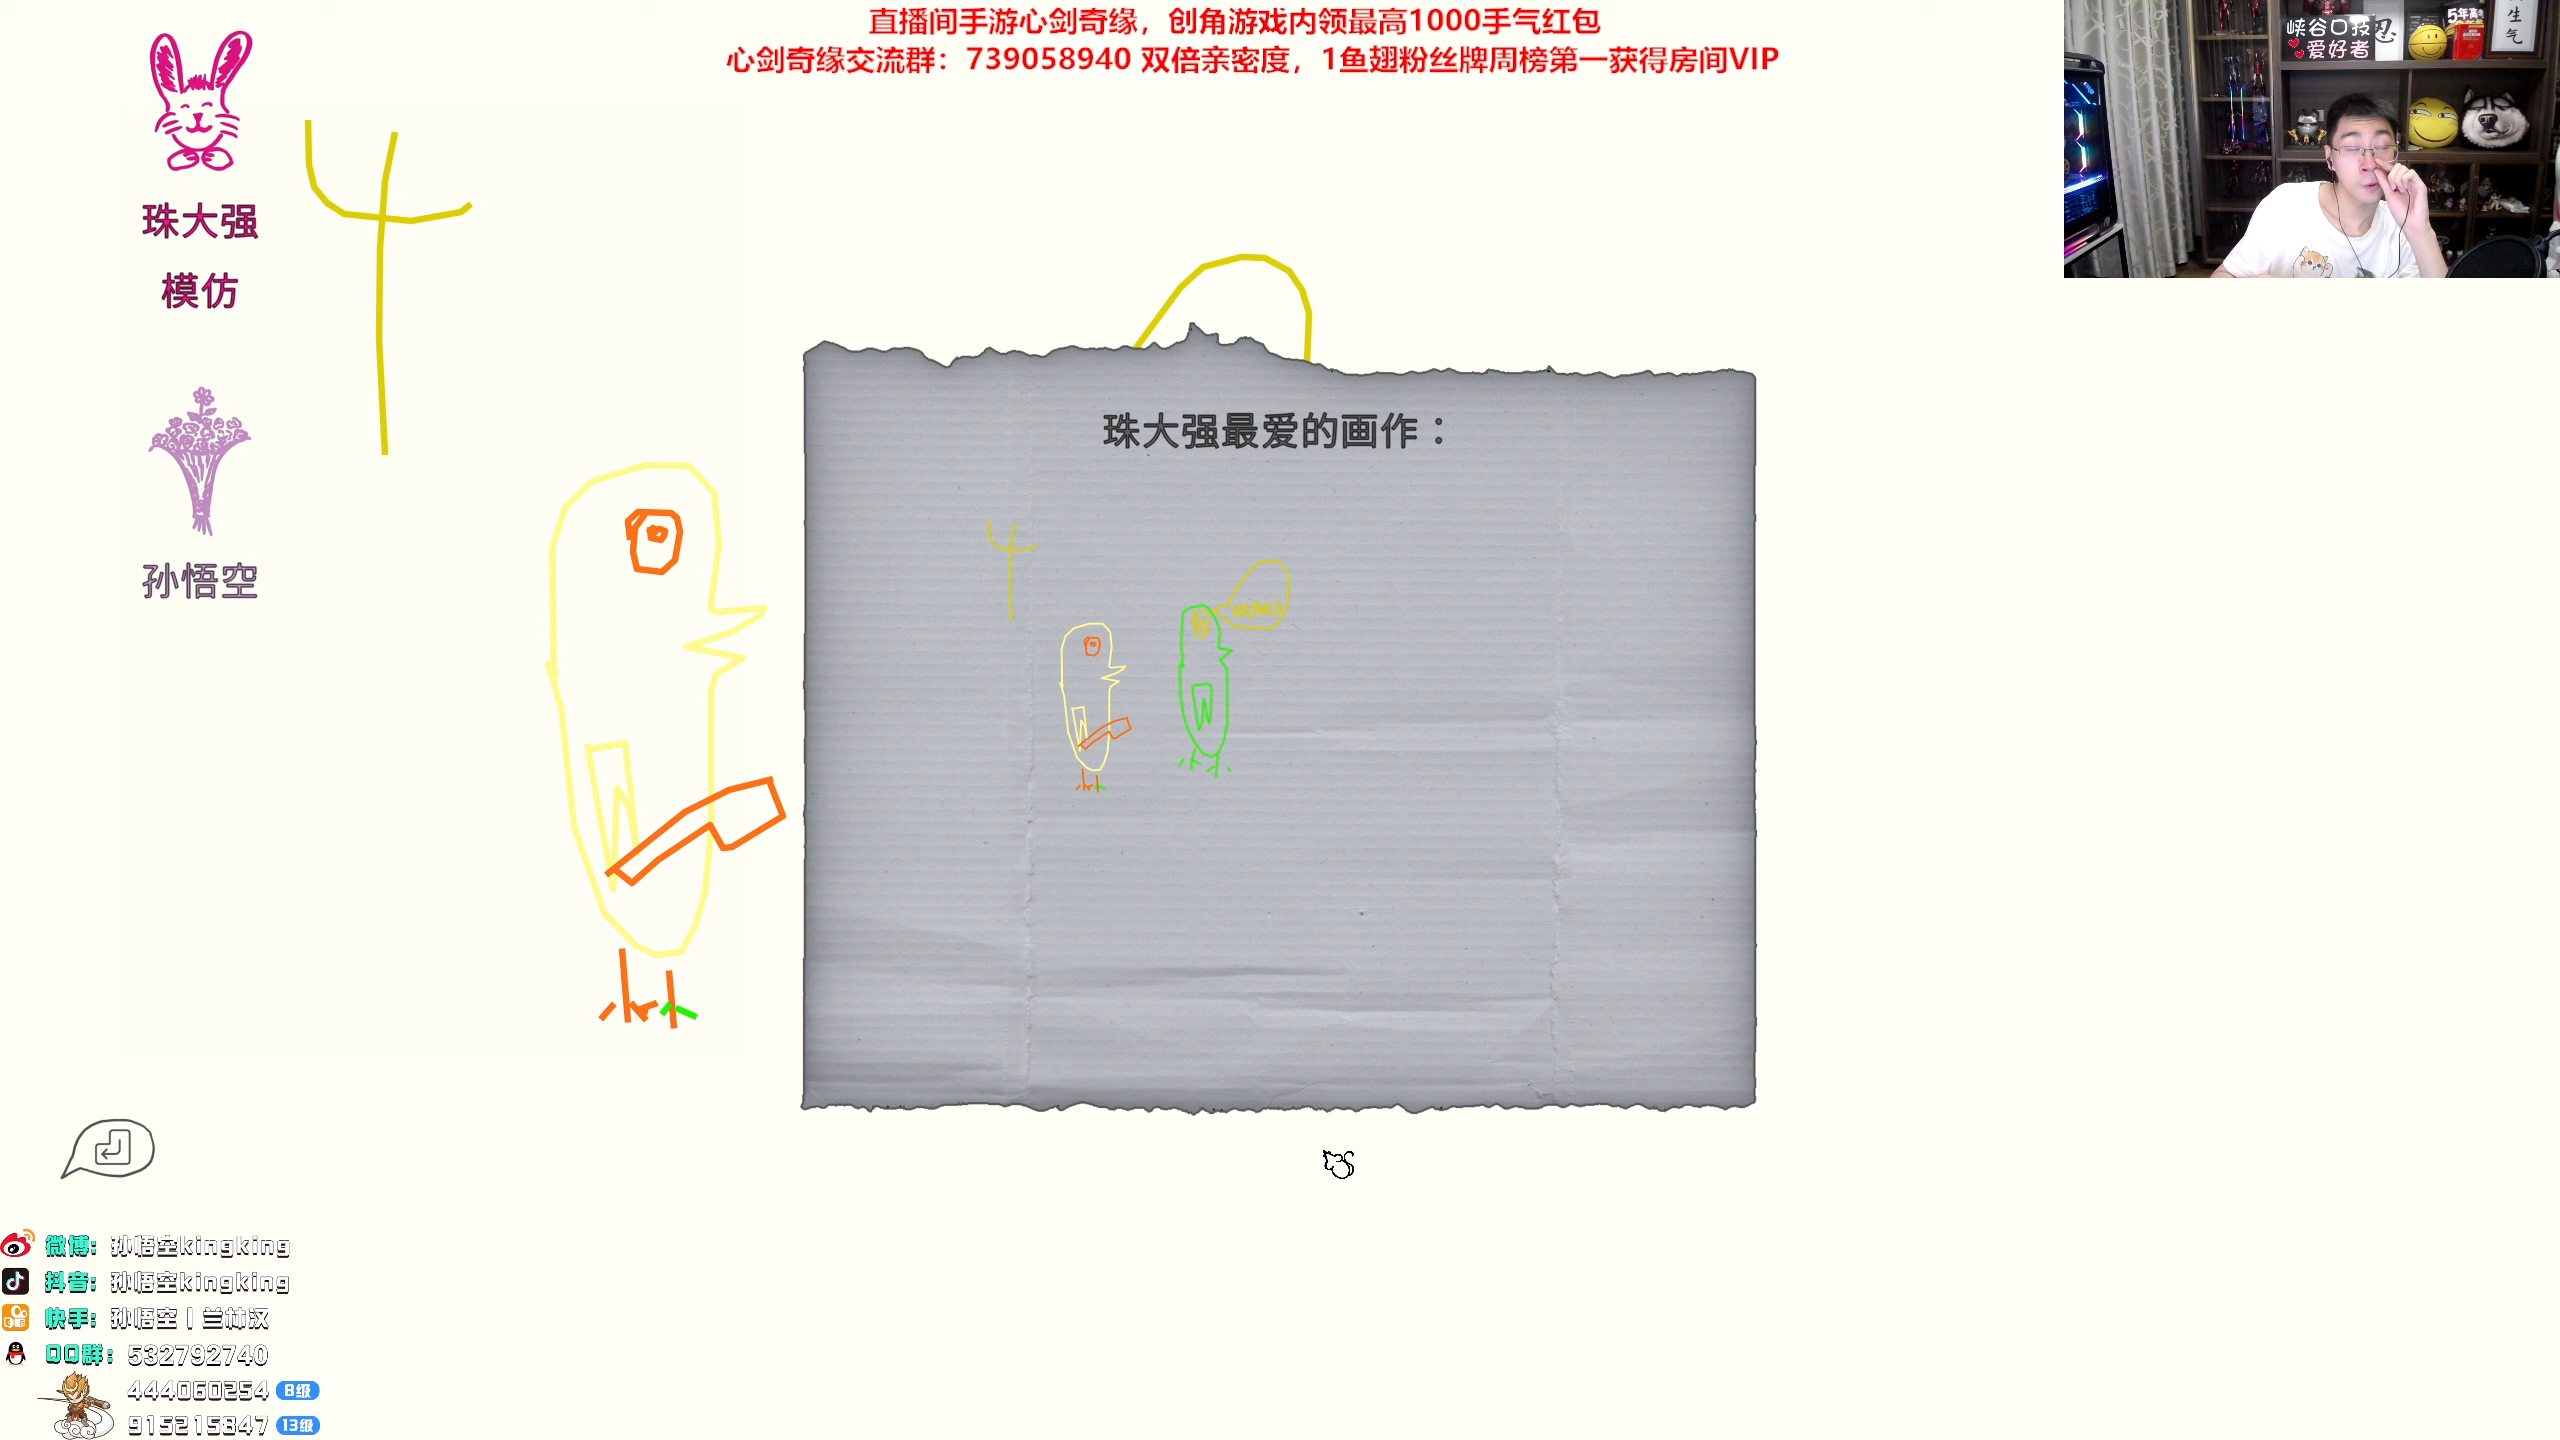 直播间手游心剑奇缘，创角游戏内领最高1000手气红包
心剑奇缘交流群：739058940 双倍亲密度，1鱼翅粉丝牌周榜第一获得房间VIP
峡谷口技
爱好者
忍
5年高
生
气
珠大强
模仿
孙悟空
珠大强最爱的画作：
微博：孙悟空kingking
抖音：孙悟空kingking
快手：孙悟空丨兰林汉
QQ群：532792740
444060254 8级
915215847 13级